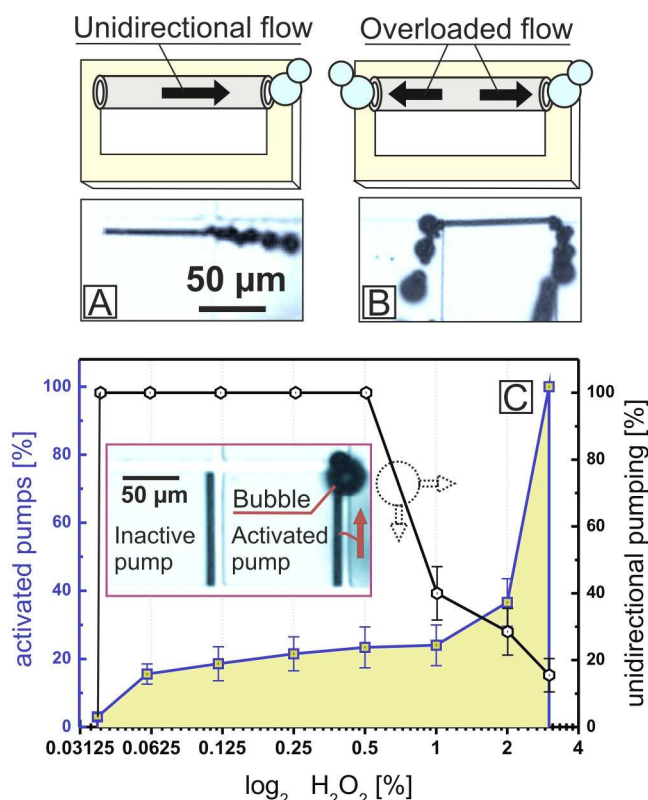 Unidirectional flow
Overloaded flow
A
50 µm
B
C
activated pumps [%]
100
80
60
40
20
0
50 µm
Bubble
Inactive
pump
Activated
pump
100
80
60
40
20
0
unidirectional pumping [%]
0.03125 0.0625 0.125 0.25 0.5 1 2 4
log₂ H₂O₂ [%]